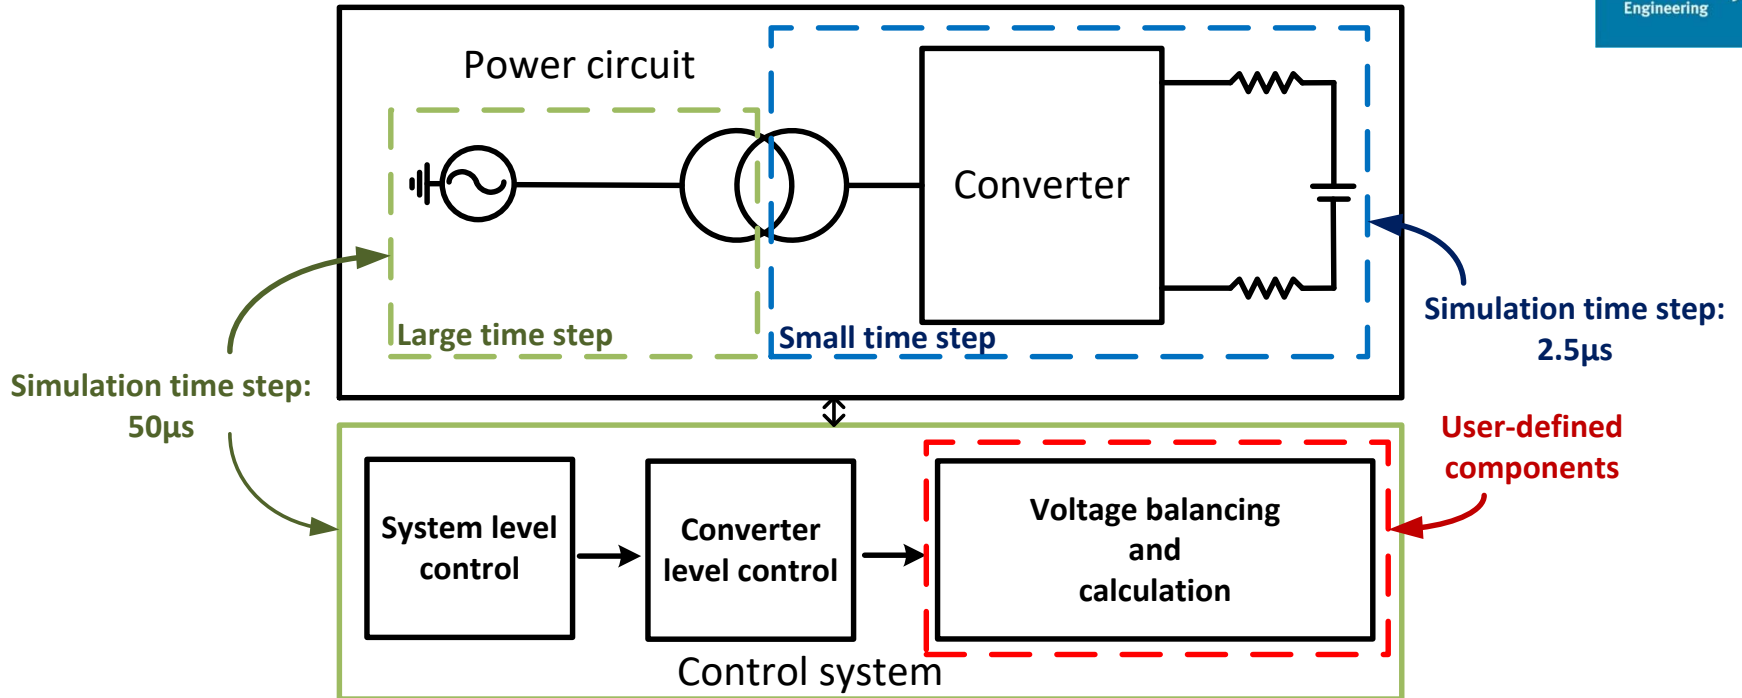 Engineering
Power circuit
Converter
Large time step
Small time step
Simulation time step:
2.5µs
Simulation time step:
50µs
User-defined
components
System level
control
Converter
level control
Voltage balancing
and
calculation
Control system